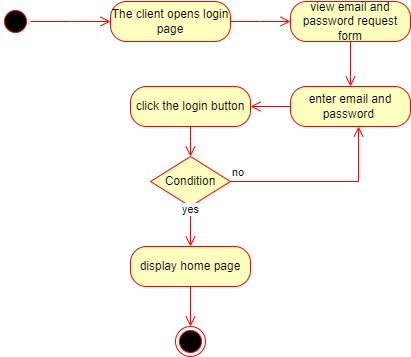 The client opens login
page
view email and
password request
form
click the login button
enter email and
password
Condition
no
yes
display home page